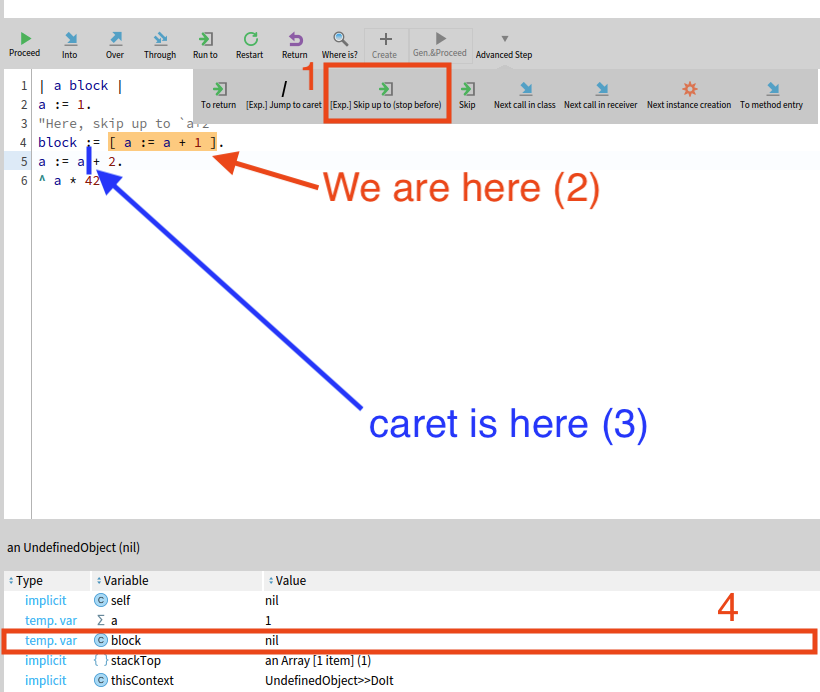 Proceed Into Over Through Run to Restart Return Where is? Create Gen.&Proceed Advanced Step
1
To return [Exp.] Jump to caret [Exp.] Skip up to (stop before) Skip Next call in class Next call in receiver Next instance creation To method entry
1 | a block |
2 a := 1.
3 "Here, skip up to `a+2
4 block := [ a := a + 1 ].
5 a := a + 2.
6 ^ a * 42
We are here (2)
caret is here (3)
an UndefinedObject (nil)
Type Variable Value
implicit C self nil
temp. var Σ a 1
4
temp. var C block nil
implicit { } stackTop an Array [1 item] (1)
implicit C thisContext UndefinedObject>>DoIt